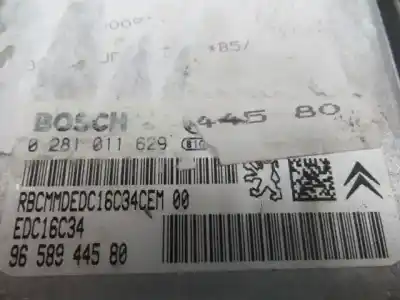 BOSCH
445 80
0 281 011 629
RBCMMDEDC16C34CEM 00
EDC16C34
96 589 445 80